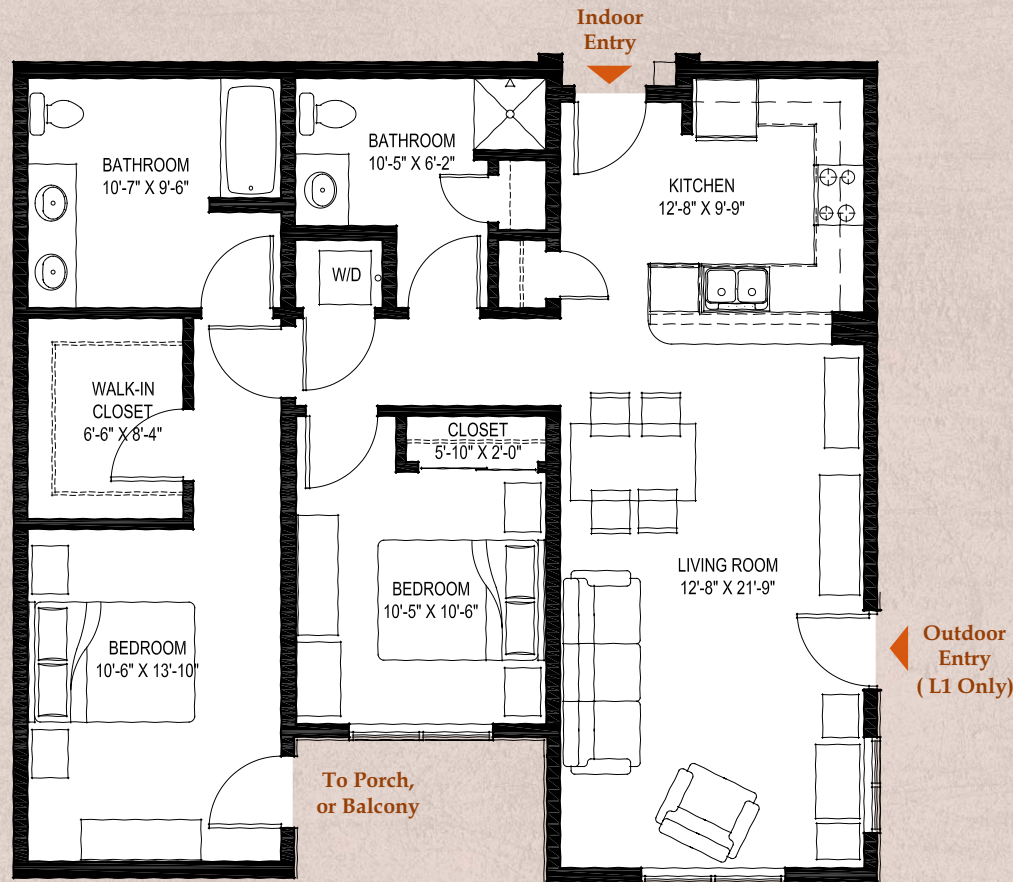 Indoor
Entry
BATHROOM
10'-7" X 9'-6"
BATHROOM
10'-5" X 6'-2"
KITCHEN
12'-8" X 9'-9"
W/D
WALK-IN
CLOSET
6'-6" X 8'-4"
CLOSET
5'-10" X 2'-0"
BEDROOM
10'-5" X 10'-6"
LIVING ROOM
12'-8" X 21'-9"
BEDROOM
10'-6" X 13'-10"
Outdoor
Entry
( L1 Only)
To Porch,
or Balcony